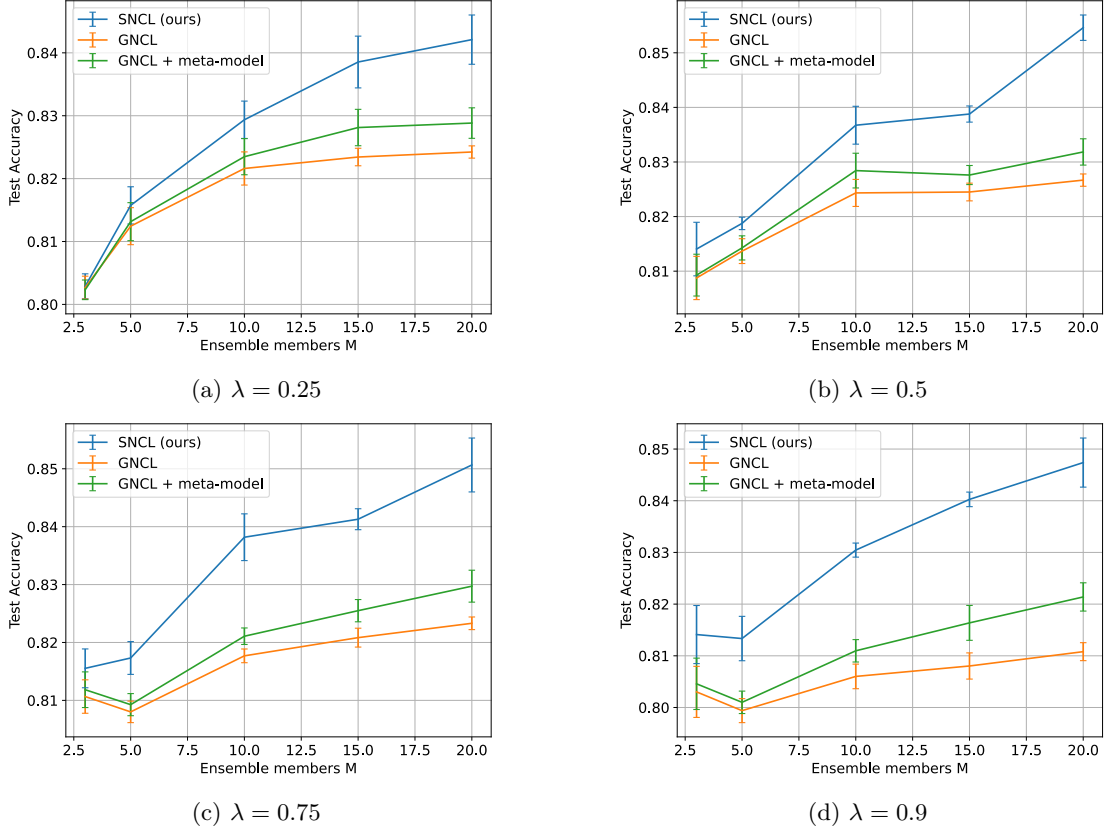 SNCL (ours)
GNCL
GNCL + meta-model
Test Accuracy
0.84
0.83
0.82
0.81
0.80
2.5 5.0 7.5 10.0 12.5 15.0 17.5 20.0
Ensemble members M
(a) λ = 0.25
SNCL (ours)
GNCL
GNCL + meta-model
Test Accuracy
0.85
0.84
0.83
0.82
0.81
2.5 5.0 7.5 10.0 12.5 15.0 17.5 20.0
Ensemble members M
(b) λ = 0.5
SNCL (ours)
GNCL
GNCL + meta-model
Test Accuracy
0.85
0.84
0.83
0.82
0.81
2.5 5.0 7.5 10.0 12.5 15.0 17.5 20.0
Ensemble members M
(c) λ = 0.75
SNCL (ours)
GNCL
GNCL + meta-model
Test Accuracy
0.85
0.84
0.83
0.82
0.81
0.80
2.5 5.0 7.5 10.0 12.5 15.0 17.5 20.0
Ensemble members M
(d) λ = 0.9